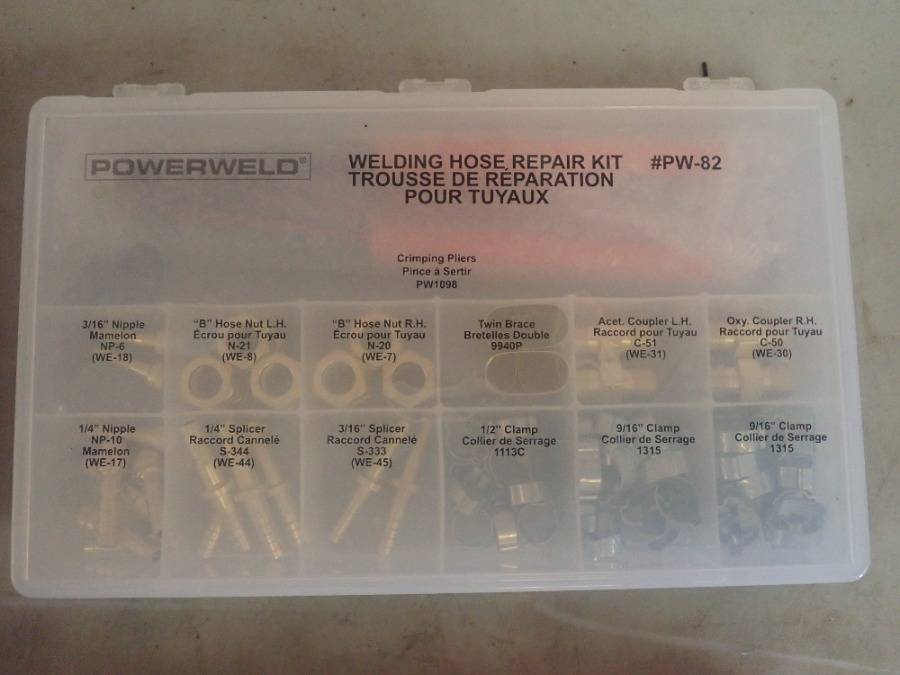 POWERWELD®
WELDING HOSE REPAIR KIT #PW-82
TROUSSE DE RÉPARATION
POUR TUYAUX
Crimping Pliers
Pince à Sertir
PW1098
3/16" Nipple
Mamelon
NP-6
(WE-18)
"B" Hose Nut L.H.
Écrou pour Tuyau
N-21
(WE-8)
"B" Hose Nut R.H.
Écrou pour Tuyau
N-20
(WE-7)
Twin Brace
Bretelles Double
9940P
Acet. Coupler L.H.
Raccord pour Tuyau
C-51
(WE-31)
Oxy. Coupler R.H.
Raccord pour Tuyau
C-50
(WE-30)
1/4" Nipple
NP-10
Mamelon
(WE-17)
1/4" Splicer
Raccord Cannelé
S-344
(WE-44)
3/16" Splicer
Raccord Cannelé
S-333
(WE-45)
1/2" Clamp
Collier de Serrage
1113C
9/16" Clamp
Collier de Serrage
1315
9/16" Clamp
Collier de Serrage
1315